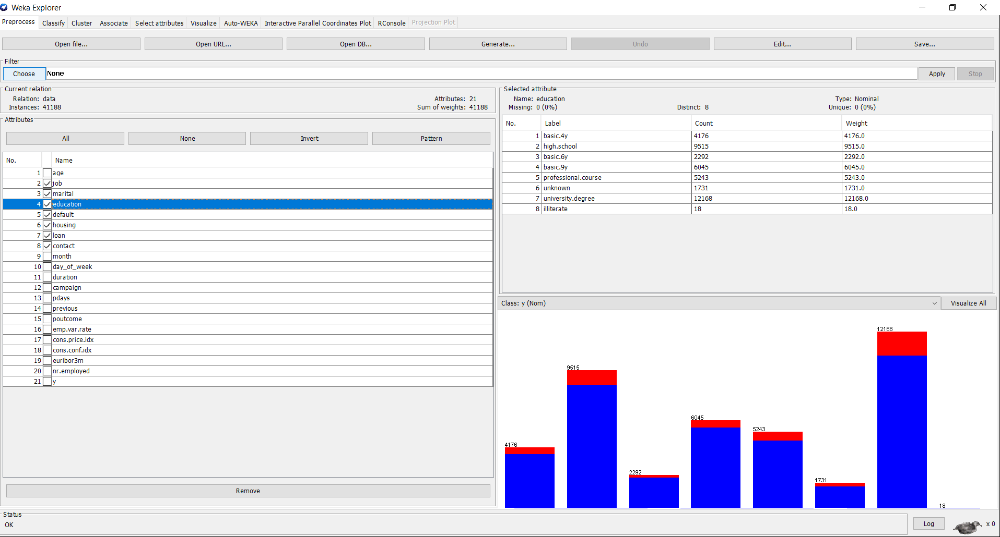 Weka Explorer
Preprocess Classify Cluster Associate Select attributes Visualize Auto-WEKA Interactive Parallel Coordinates Plot RConsole Projection Plot
Open file... Open URL... Open DB... Generate... Undo Edit... Save...
Filter
Choose None Apply Stop
Current relation
Relation: data Attributes: 21
Instances: 41188 Sum of weights: 41188
Attributes
All None Invert Pattern
No. Name
1 age
2 job
3 marital
4 education
5 default
6 housing
7 loan
8 contact
9 month
10 day_of_week
11 duration
12 campaign
13 pdays
14 previous
15 poutcome
16 emp.var.rate
17 cons.price.idx
18 cons.conf.idx
19 euribor3m
20 nr.employed
21 y
Remove
Selected attribute
Name: education Type: Nominal
Missing: 0 (0%) Distinct: 8 Unique: 0 (0%)
No. Label Count Weight
1 basic.4y 4176 4176.0
2 high.school 9515 9515.0
3 basic.6y 2292 2292.0
4 basic.9y 6045 6045.0
5 professional.course 5243 5243.0
6 unknown 1731 1731.0
7 university.degree 12168 12168.0
8 illiterate 18 18.0
Class: y (Nom) Visualize All
4176
9515
2292
6045
5243
1731
12168
18
Status
OK
Log x 0